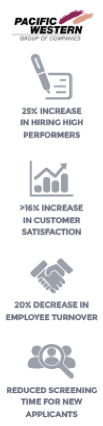 PACIFIC
WESTERN
GROUP OF COMPANIES
25% INCREASE
IN HIRING HIGH
PERFORMERS
>16% INCREASE
IN CUSTOMER
SATISFACTION
20% DECREASE IN
EMPLOYEE TURNOVER
REDUCED SCREENING
TIME FOR NEW
APPLICANTS